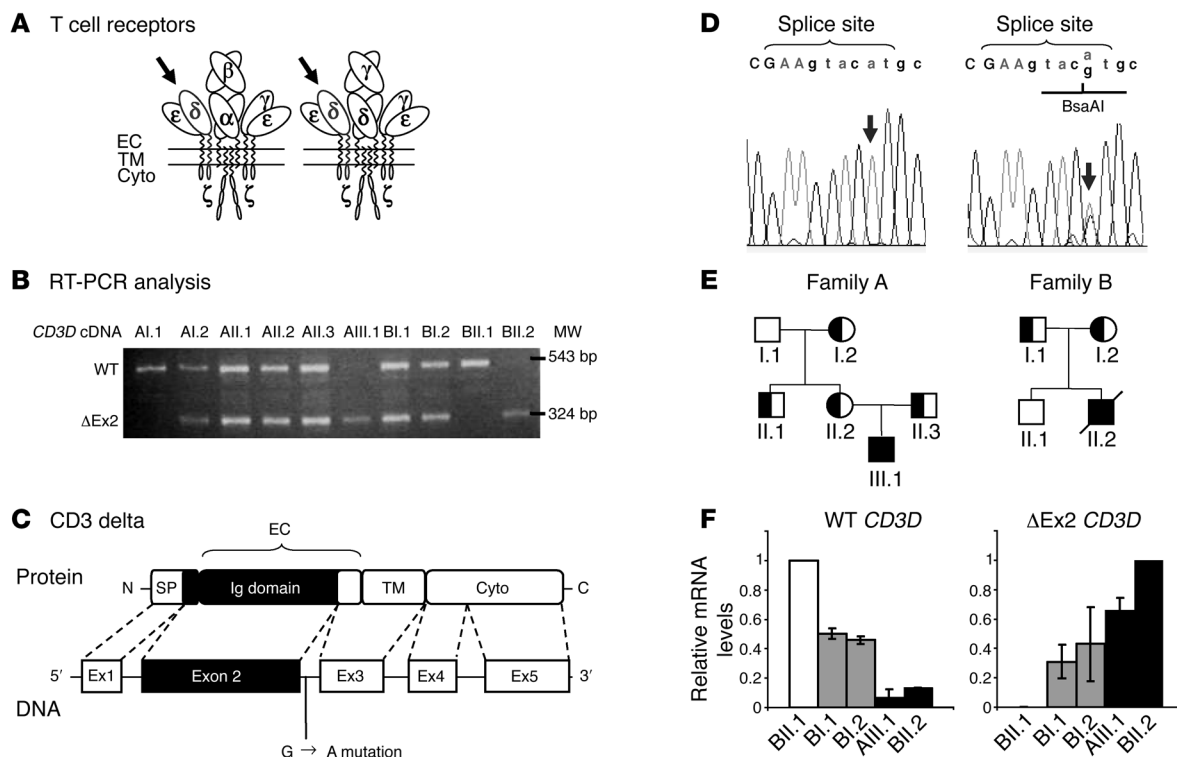 A T cell receptors
β γ
ε δ α γ ε ε δ δ γ ε
EC
TM
Cyto
ζ ζ ζ ζ
B RT-PCR analysis
CD3D cDNA AI.1 AI.2 AII.1 AII.2 AII.3 AIII.1 BI.1 BI.2 BII.1 BII.2 MW
WT 543 bp
ΔEx2 324 bp
C CD3 delta
EC
Protein N SP Ig domain TM Cyto C
5′ Ex1 Exon 2 Ex3 Ex4 Ex5 3′
DNA
G → A mutation
D Splice site Splice site
C G A A g t a c a t g c C G A A g t a c a g t g c
BsaAI
E Family A Family B
I.1 I.2 I.1 I.2
II.1 II.2 II.3 II.1 II.2
III.1
F WT CD3D ΔEx2 CD3D
Relative mRNA levels
1 1
0.8 0.8
0.6 0.6
0.4 0.4
0.2 0.2
0 0
BII.1 BI.1 BI.2 AIII.1 BII.2 BII.1 BI.1 BI.2 AIII.1 BII.2